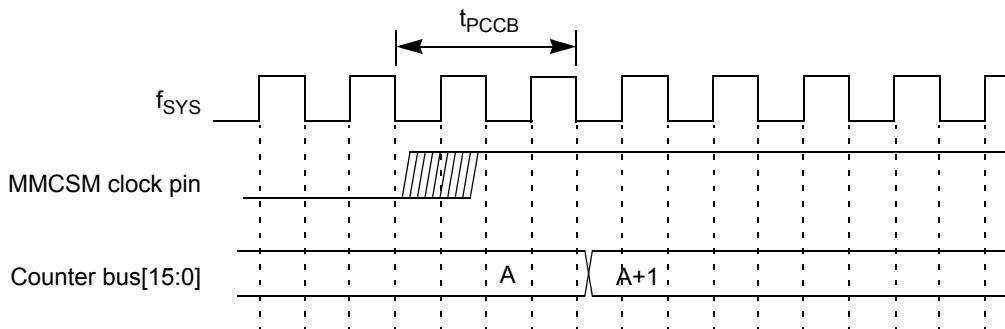 tPCCB
fSYS
MMCSM clock pin
Counter bus[15:0]
A
A+1